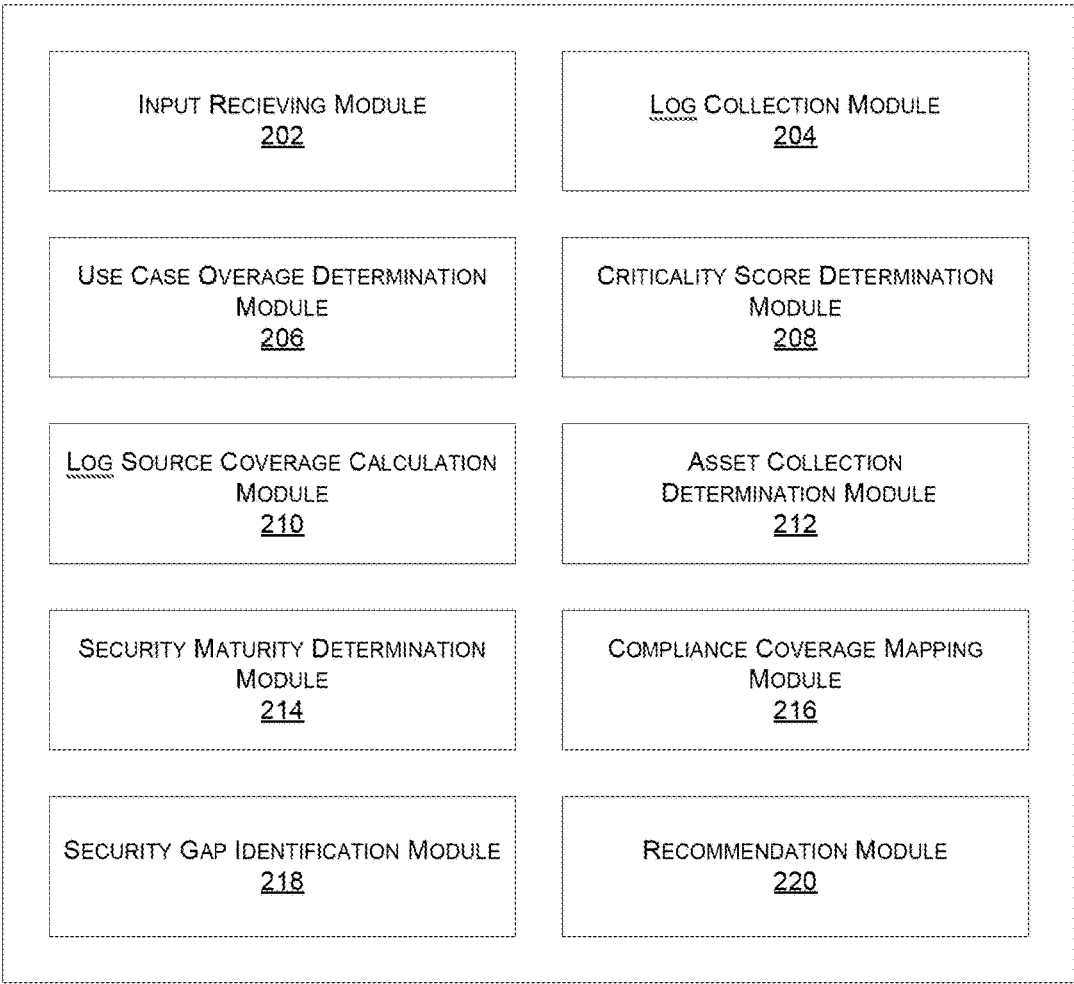 INPUT RECIEVING MODULE
202
LOG COLLECTION MODULE
204
USE CASE OVERAGE DETERMINATION
MODULE
206
CRITICALITY SCORE DETERMINATION
MODULE
208
LOG SOURCE COVERAGE CALCULATION
MODULE
210
ASSET COLLECTION
DETERMINATION MODULE
212
SECURITY MATURITY DETERMINATION
MODULE
214
COMPLIANCE COVERAGE MAPPING
MODULE
216
SECURITY GAP IDENTIFICATION MODULE
218
RECOMMENDATION MODULE
220